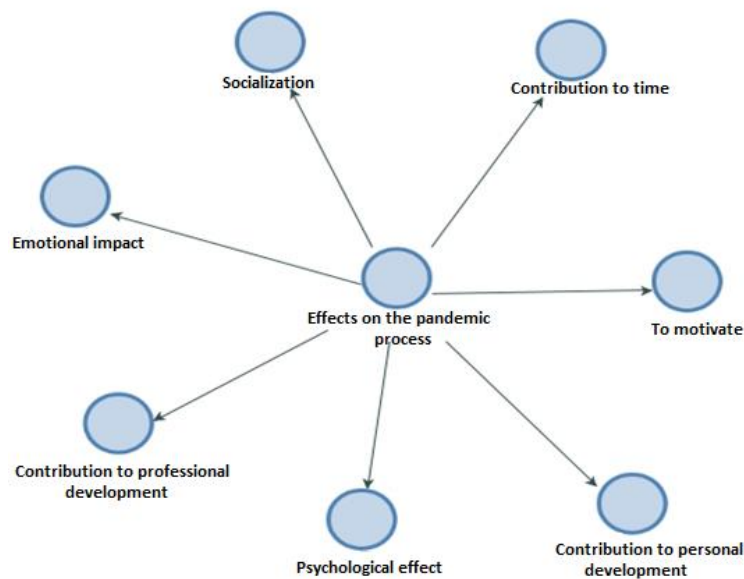 Socialization
Contribution to time
Emotional impact
Effects on the pandemic
process
To motivate
Contribution to professional
development
Psychological effect
Contribution to personal
development